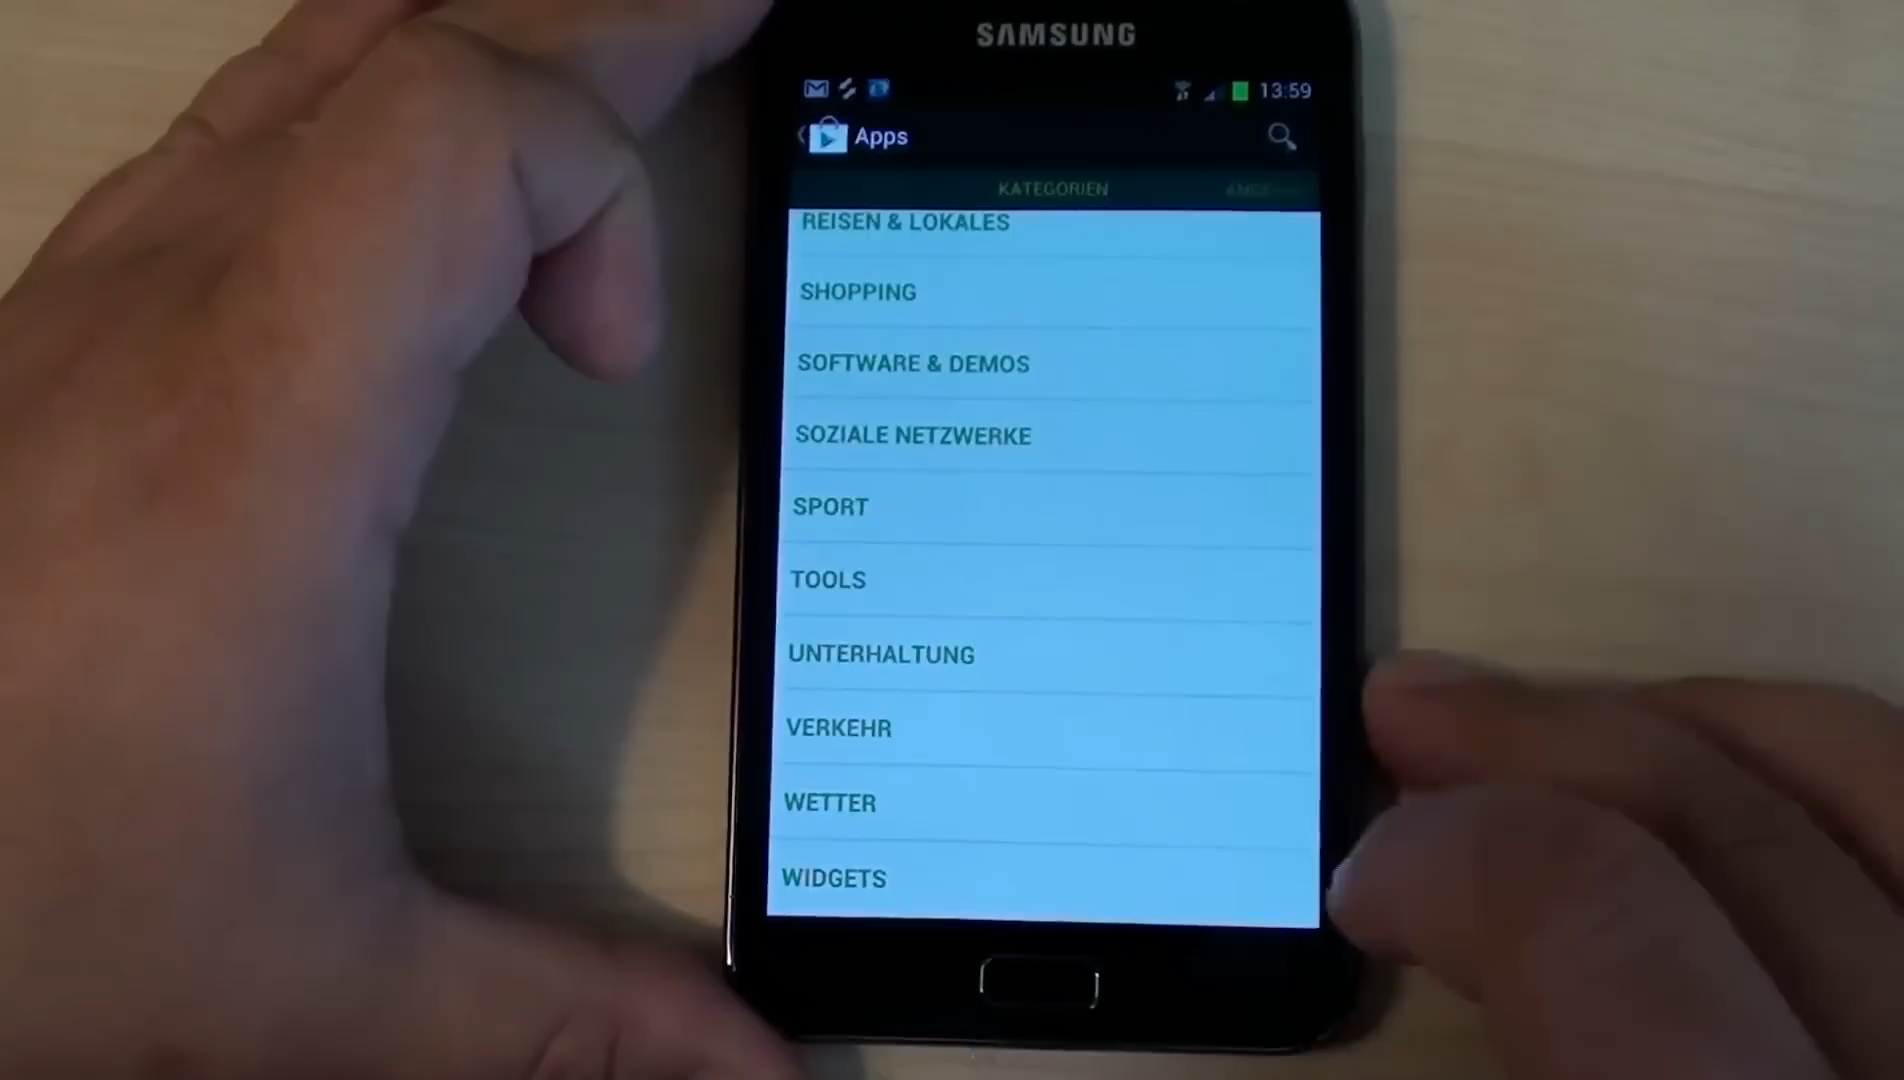 SAMSUNG
13:59
Apps
KATEGORIEN
REISEN & LOKALES
SHOPPING
SOFTWARE & DEMOS
SOZIALE NETZWERKE
SPORT
TOOLS
UNTERHALTUNG
VERKEHR
WETTER
WIDGETS